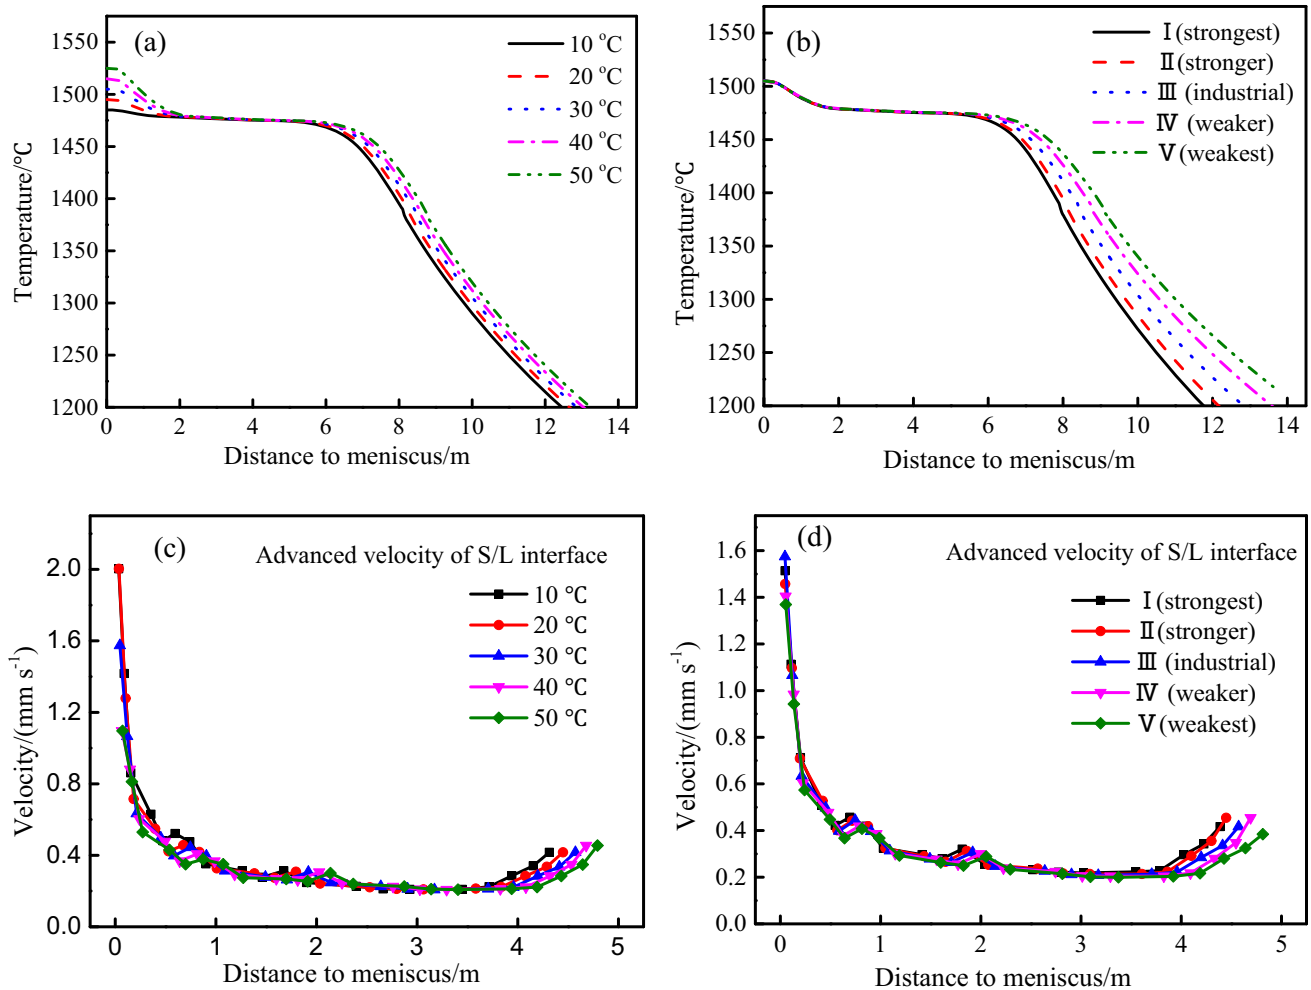 (a)
10 °C
20 °C
30 °C
40 °C
50 °C
1550
1500
1450
1400
1350
1300
1250
1200
Temperature/°C
0 2 4 6 8 10 12 14
Distance to meniscus/m
(b)
Ⅰ (strongest)
Ⅱ (stronger)
Ⅲ (industrial)
Ⅳ (weaker)
Ⅴ (weakest)
1550
1500
1450
1400
1350
1300
1250
1200
Temperature/°C
0 2 4 6 8 10 12 14
Distance to meniscus/m
(c)
Advanced velocity of S/L interface
10 ℃
20 ℃
30 ℃
40 ℃
50 ℃
2.0
1.6
1.2
0.8
0.4
0.0
Velocity/(mm s-1)
0 1 2 3 4 5
Distance to meniscus/m
(d)
Advanced velocity of S/L interface
Ⅰ (strongest)
Ⅱ (stronger)
Ⅲ (industrial)
Ⅳ (weaker)
Ⅴ (weakest)
1.6
1.4
1.2
1.0
0.8
0.6
0.4
0.2
0.0
Velocity/(mm s-1)
0 1 2 3 4 5
Distance to meniscus/m